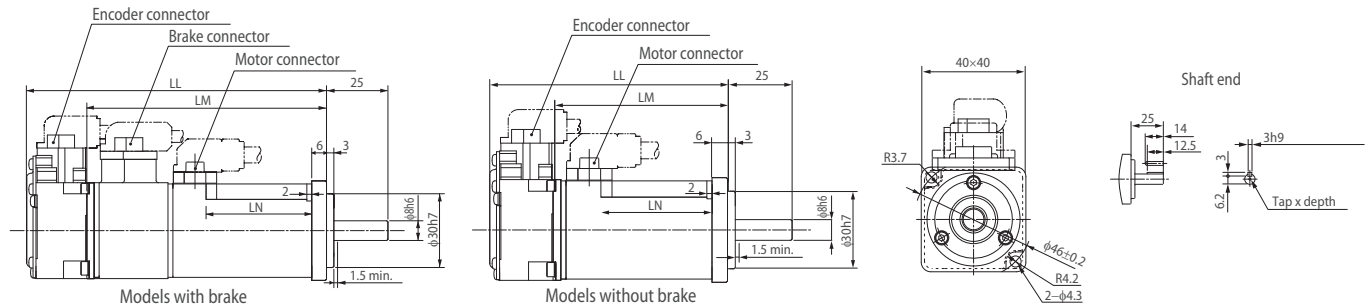 Encoder connector
Brake connector
Motor connector
LL
25
LM
6
3
2
LN
ϕ8h6
ϕ30h7
1.5 min.
Models with brake
Encoder connector
Motor connector
LL
25
LM
6
3
2
LN
ϕ8h6
ϕ30h7
1.5 min.
Models without brake
40×40
R3.7
ϕ46±0.2
R4.2
2–ϕ4.3
Shaft end
25
14
12.5
3h9
3
6.2
Tap x depth